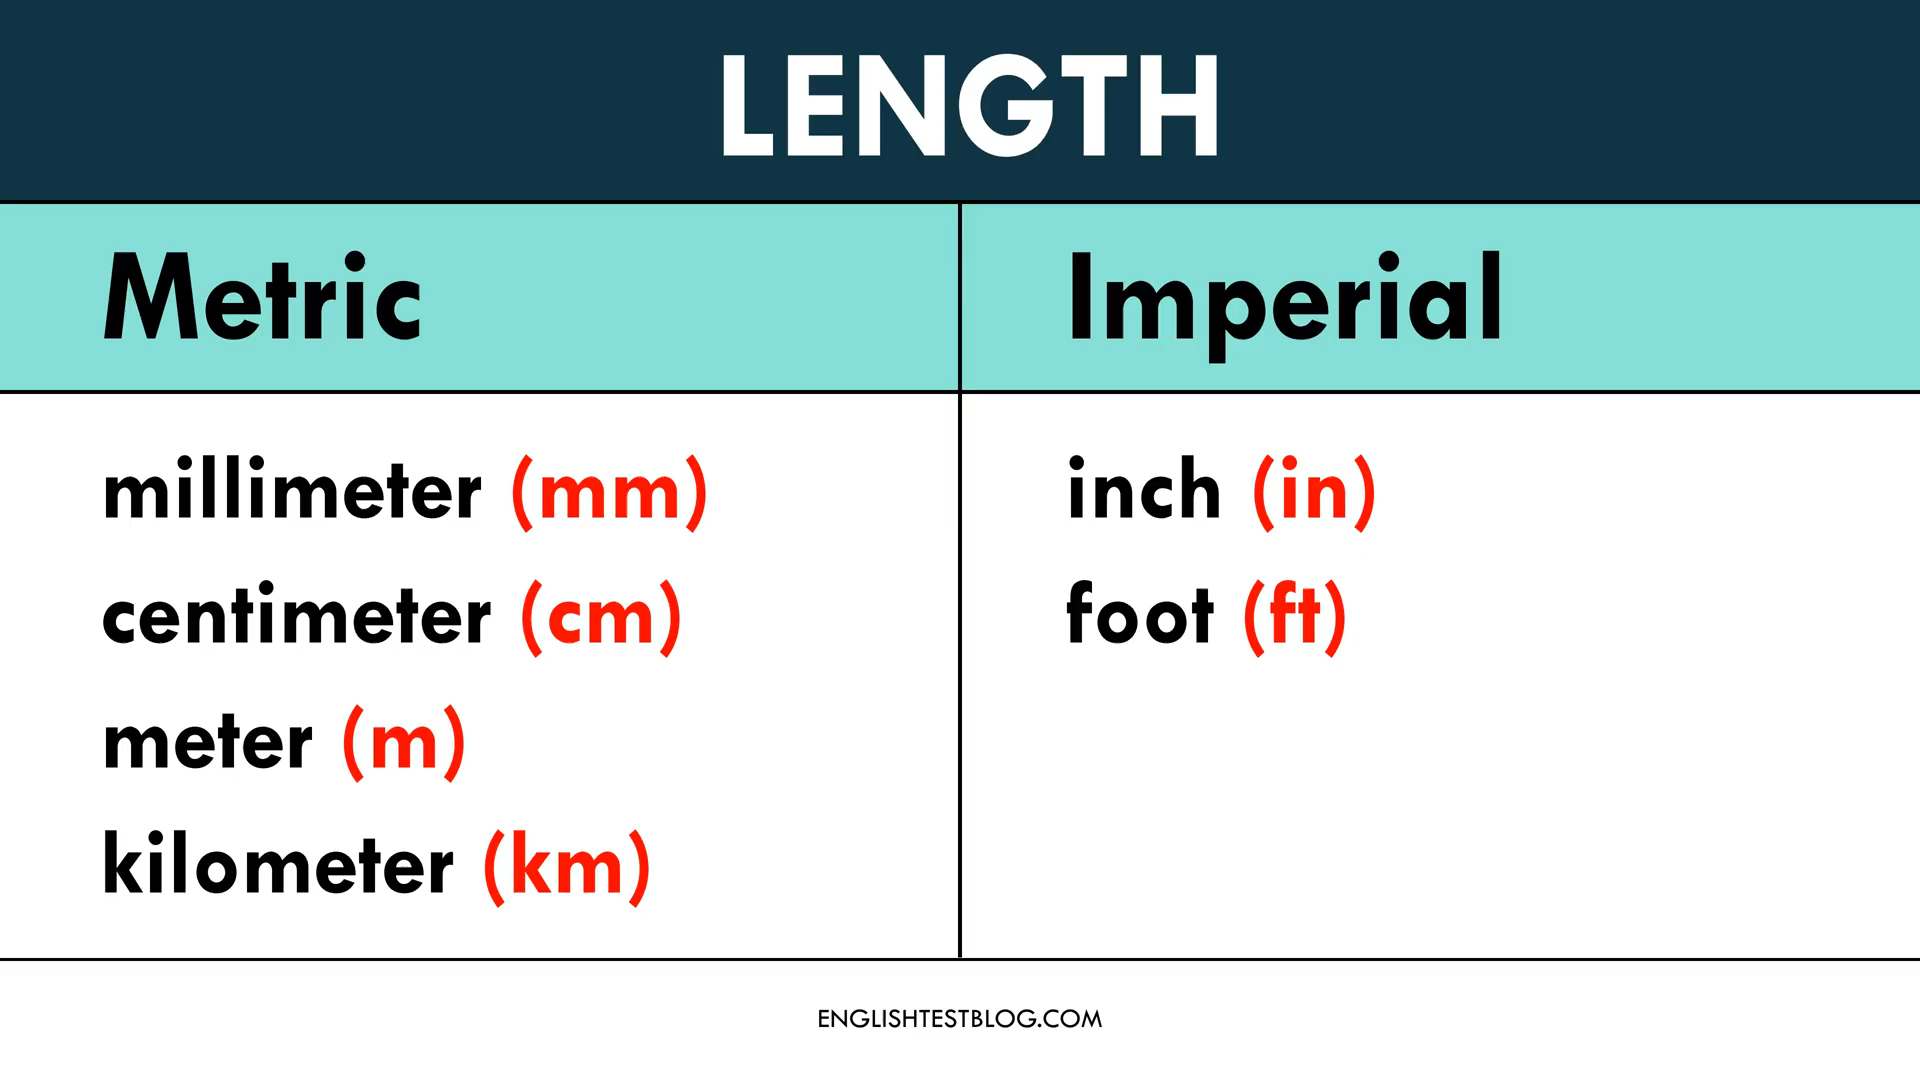 LENGTH
Metric
Imperial
millimeter (mm)
inch (in)
centimeter (cm)
foot (ft)
meter (m)
kilometer (km)
ENGLISHTESTBLOG.COM